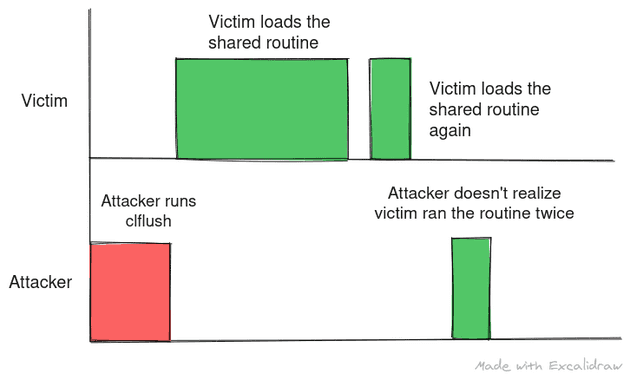 Victim loads the
shared routine
Victim
Victim loads the
shared routine
again
Attacker runs
clflush
Attacker doesn't realize
victim ran the routine twice
Attacker
Made with Excalidraw